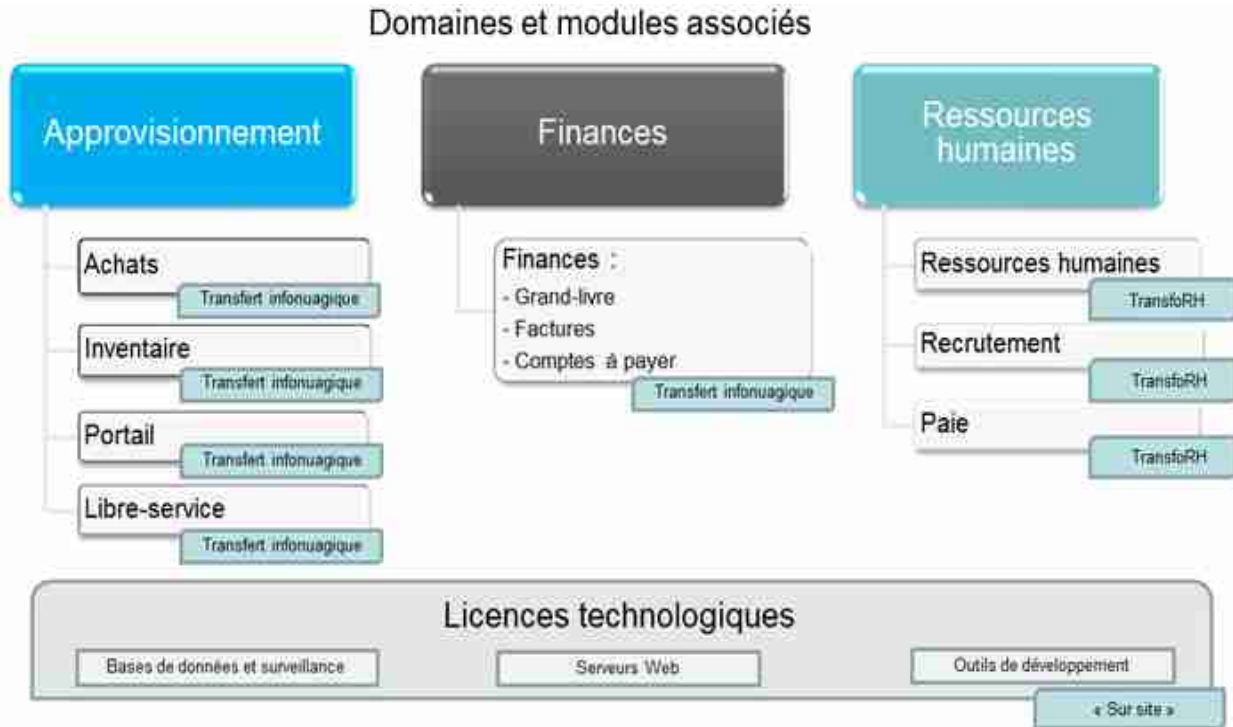 Domaines et modules associés
Approvisionnement
Achats
Transfert infonuagique
Inventaire
Transfert infonuagique
Portail
Transfert infonuagique
Libre-service
Transfert infonuagique
Finances
Finances :
- Grand-livre
- Factures
- Comptes à payer
Transfert infonuagique
Ressources
humaines
Ressources humaines
TransfoRH
Recrutement
TransfoRH
Paie
TransfoRH
Licences technologiques
Bases de données et surveillance
Serveurs Web
Outils de développement
« Sur site »